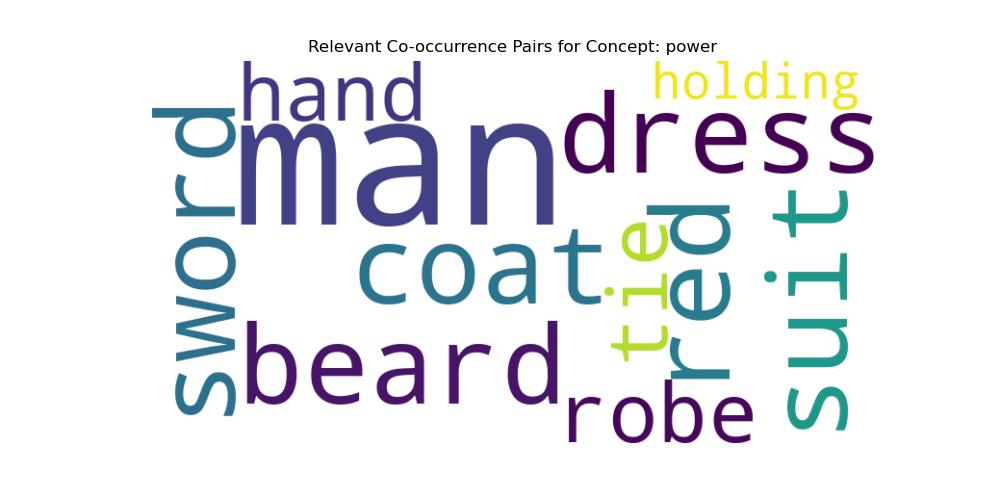 Relevant Co-occurrence Pairs for Concept: power
hand
holding
sword
man
dress
coat
tie
red
suit
beard
robe